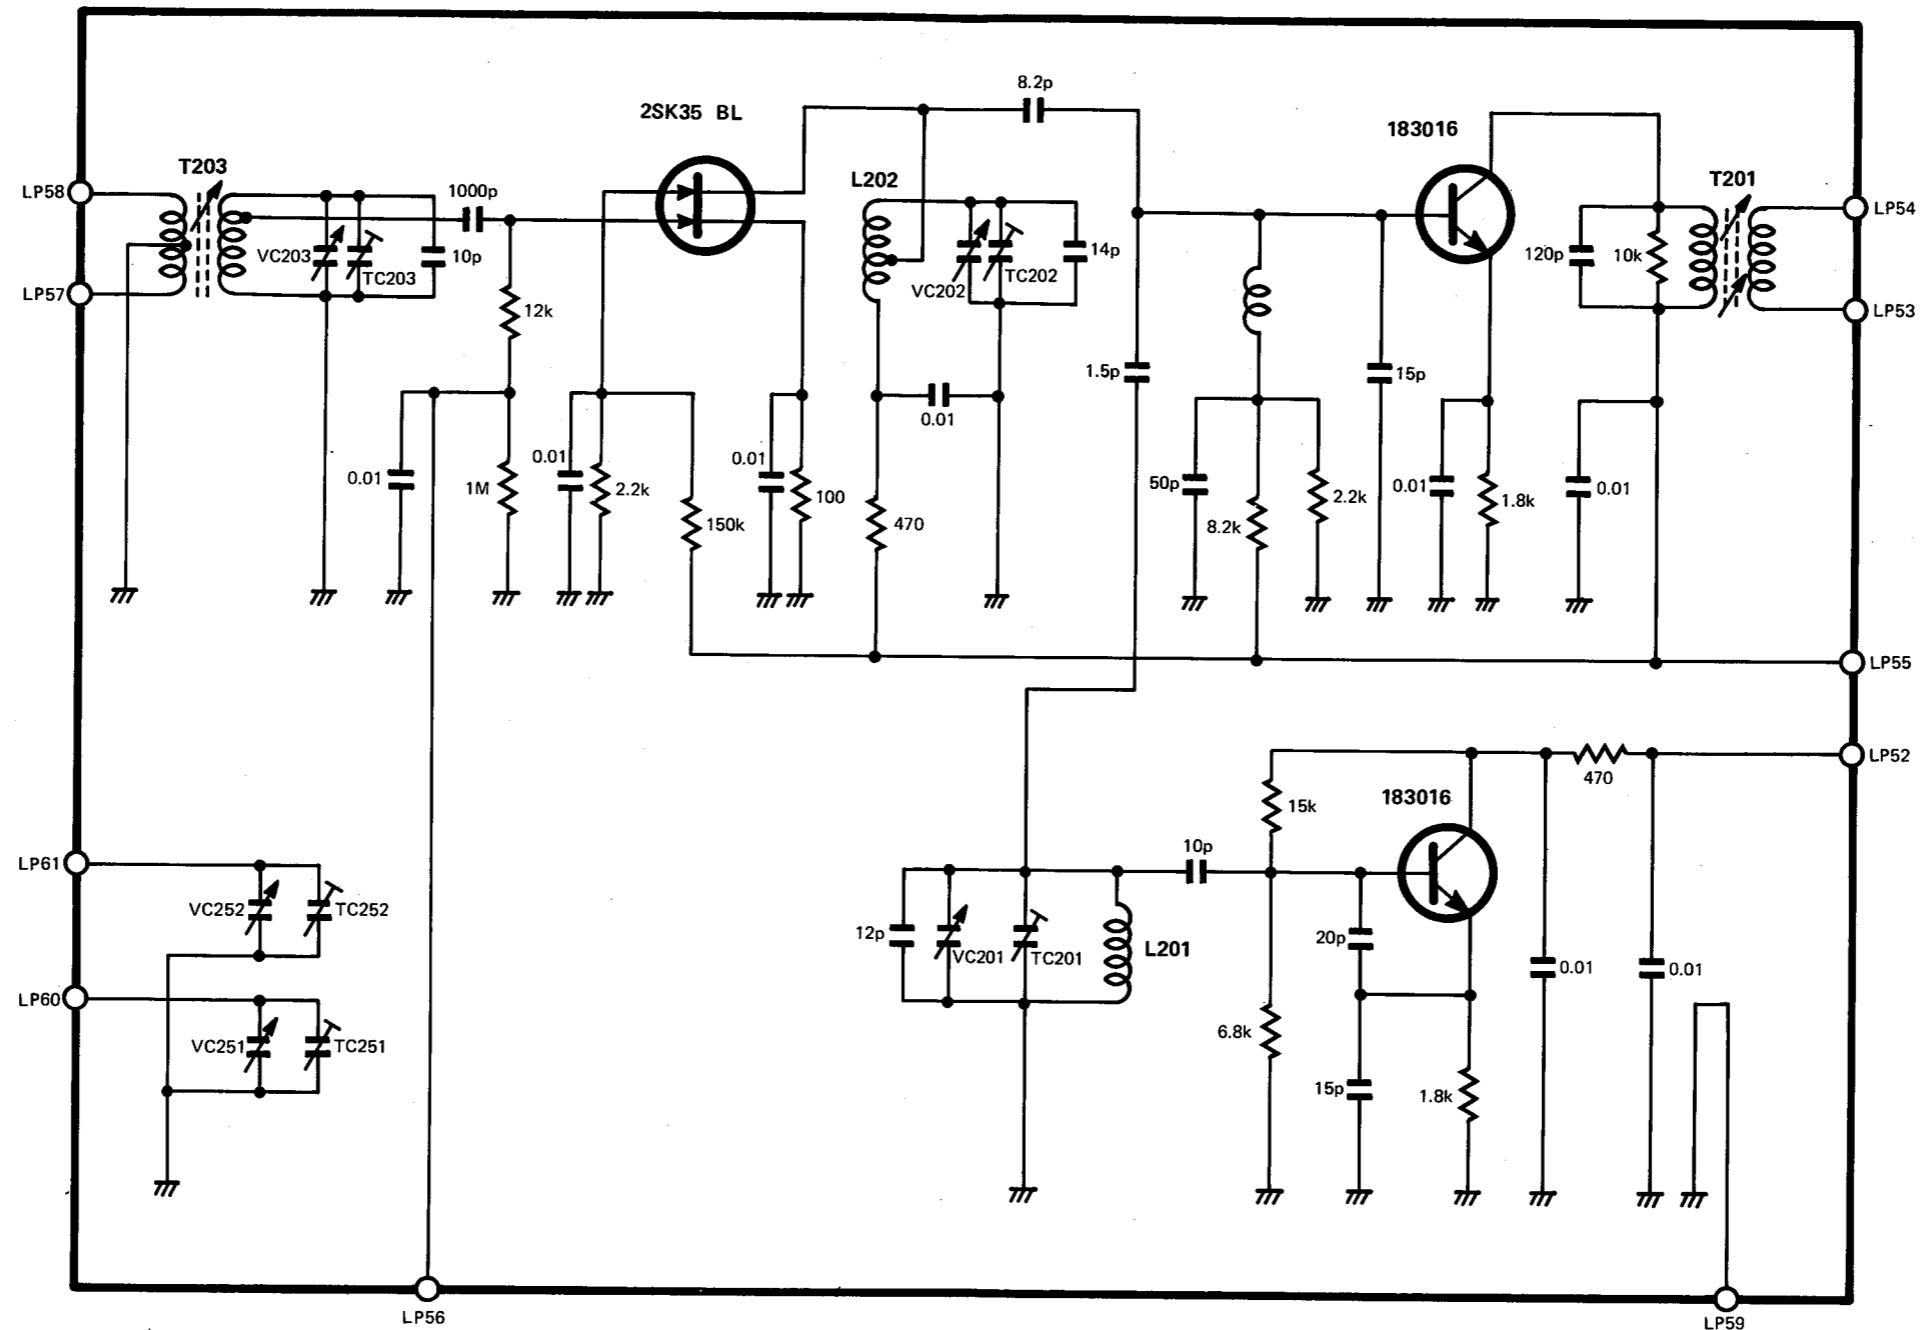 8.2p
2SK35 BL
183016
T203
LP58
1000p
L202
T201
LP54
VC203
TC203
10p
VC202
TC202
14p
120p
10k
LP57
LP53
12k
1.5p
15p
0.01
0.01
1M
0.01
2.2k
150k
0.01
100
470
50p
8.2k
2.2k
0.01
1.8k
0.01
LP55
LP52
470
183016
15k
10p
LP61
VC252
TC252
12p
VC201
TC201
L201
20p
0.01
0.01
LP60
VC251
TC251
6.8k
15p
1.8k
LP56
LP59